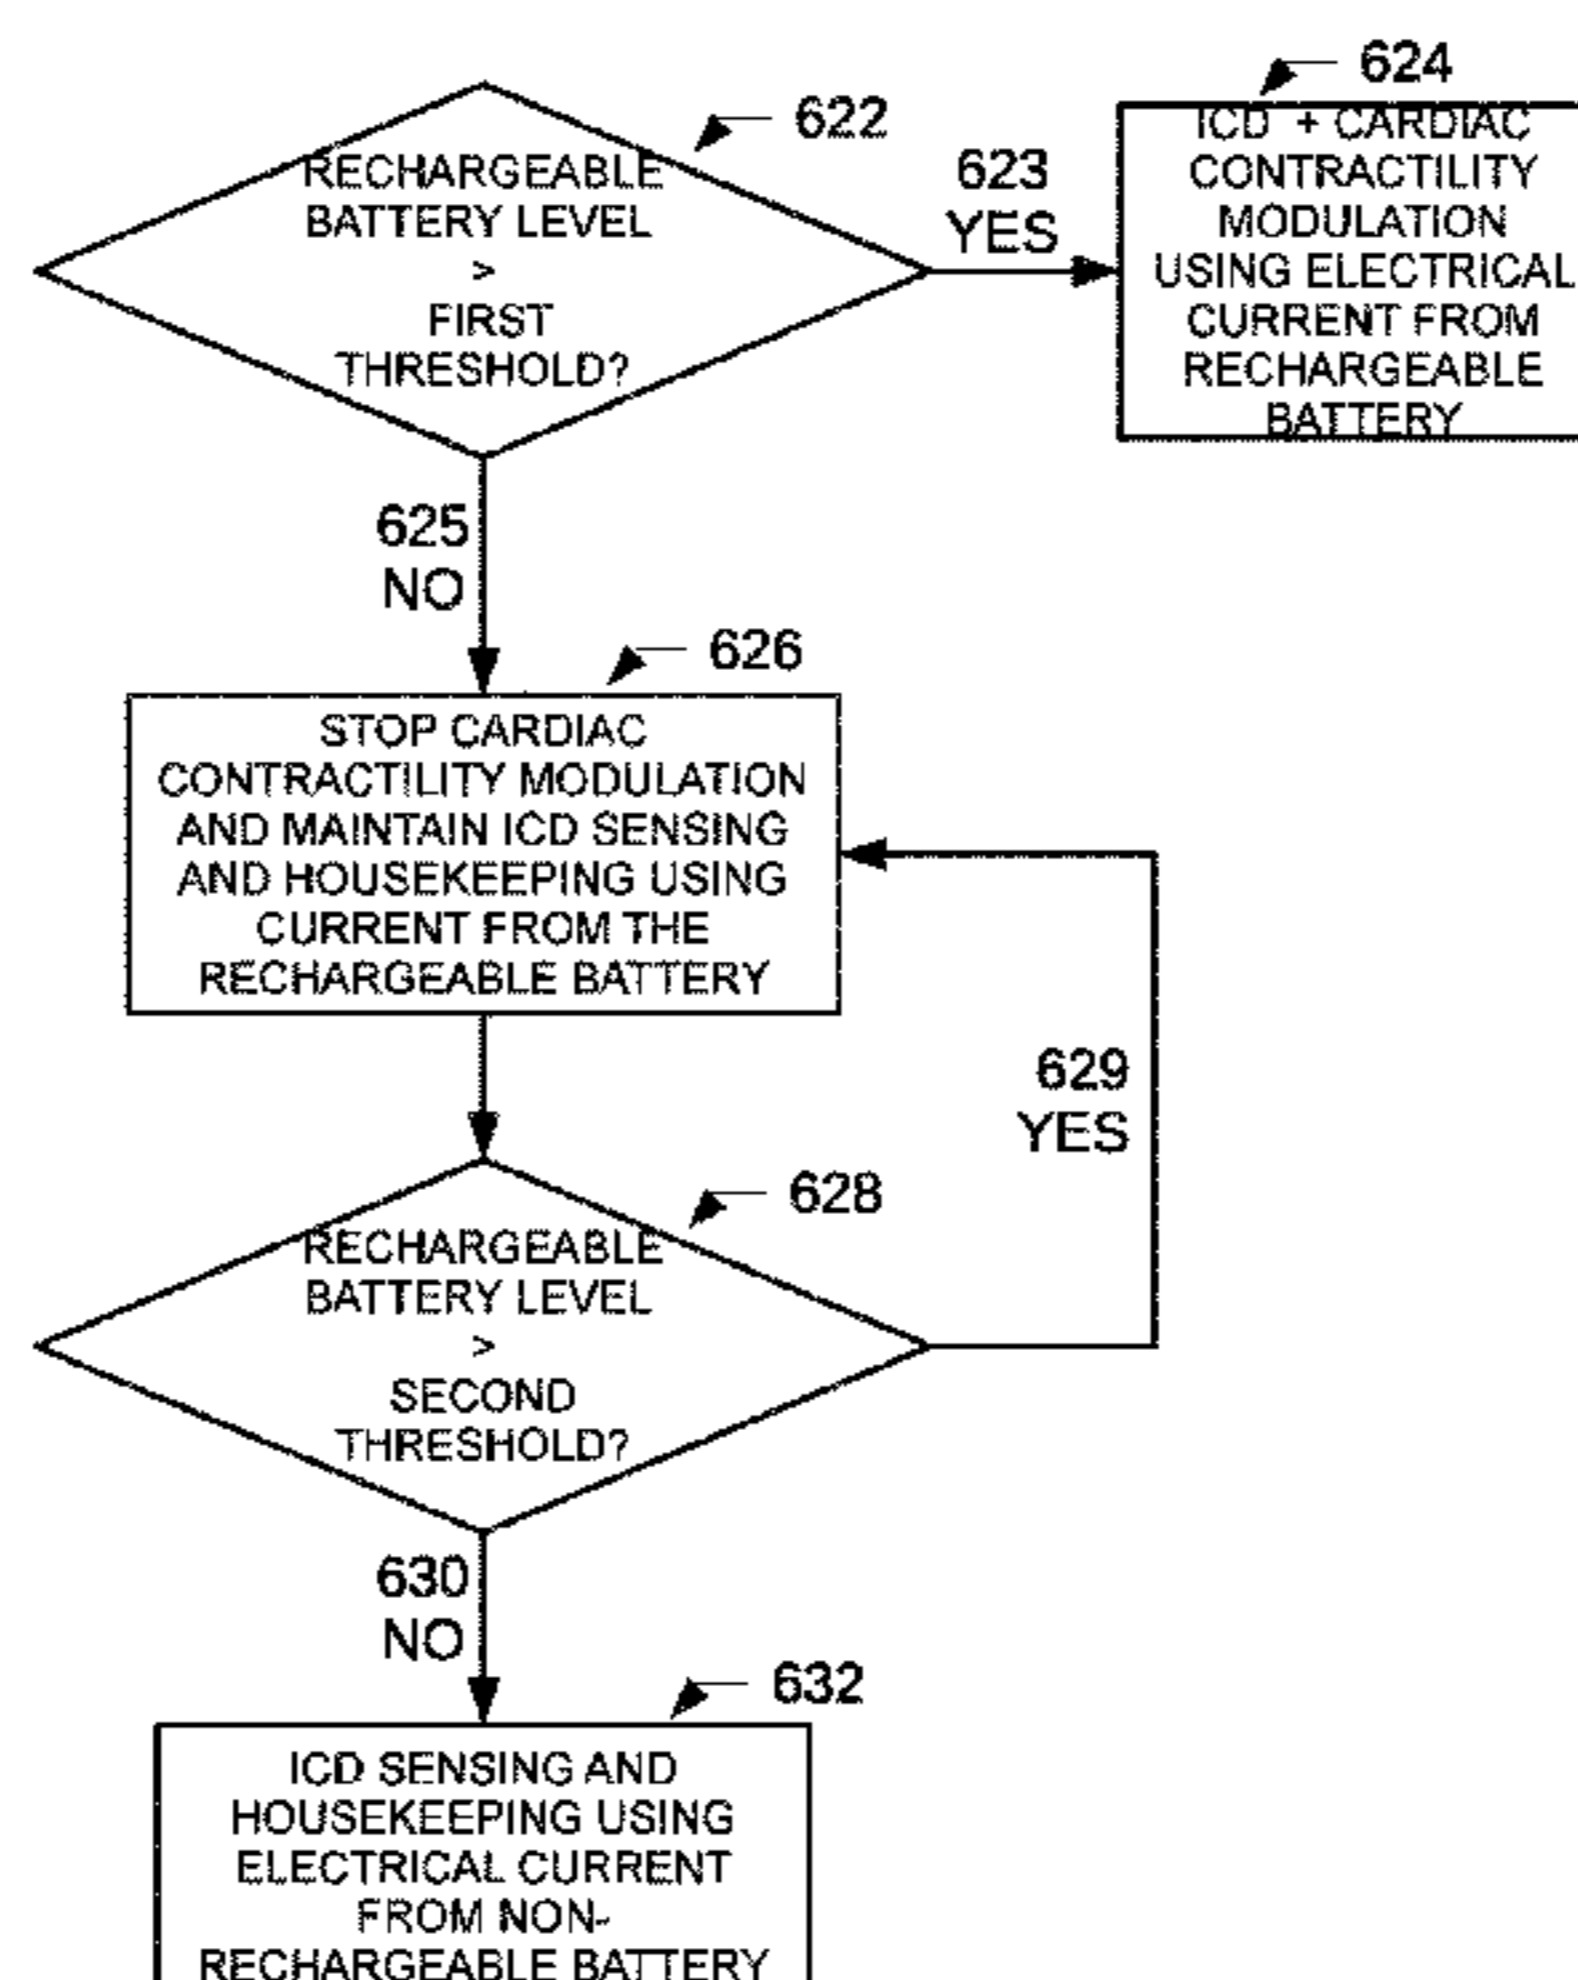 622
RECHARGEABLE
BATTERY LEVEL
>
FIRST
THRESHOLD?
623
YES
624
ICD + CARDIAC
CONTRACTILITY
MODULATION
USING ELECTRICAL
CURRENT FROM
RECHARGEABLE
BATTERY
625
NO
626
STOP CARDIAC
CONTRACTILITY MODULATION
AND MAINTAIN ICD SENSING
AND HOUSEKEEPING USING
CURRENT FROM THE
RECHARGEABLE BATTERY
629
YES
628
RECHARGEABLE
BATTERY LEVEL
>
SECOND
THRESHOLD?
630
NO
632
ICD SENSING AND
HOUSEKEEPING USING
ELECTRICAL CURRENT
FROM NON-
RECHARGEABLE BATTERY